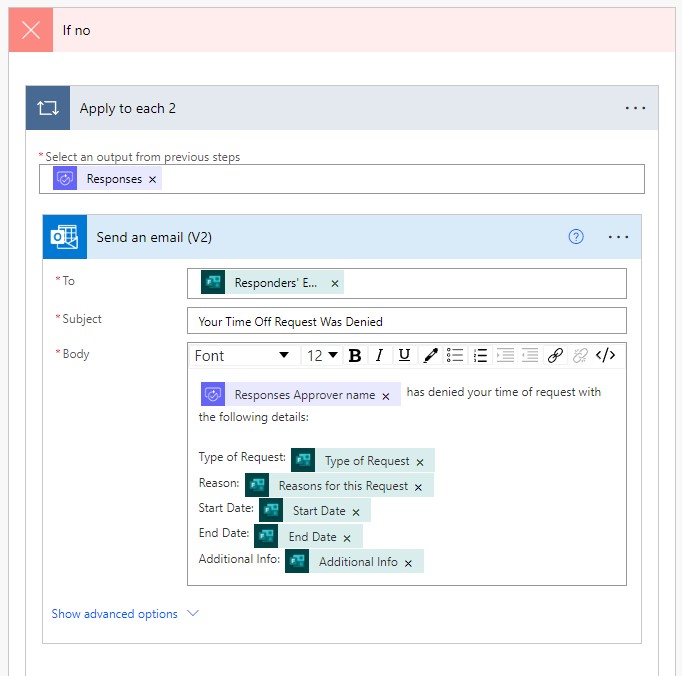 If no
Apply to each 2
*Select an output from previous steps
Responses ×
Send an email (V2)
*To
Responders' E... ×
*Subject
Your Time Off Request Was Denied
*Body
Font 12 B I U </>
Responses Approver name × has denied your time of request with
the following details:
Type of Request: Type of Request ×
Reason: Reasons for this Request ×
Start Date: Start Date ×
End Date: End Date ×
Additional Info: Additional Info ×
Show advanced options